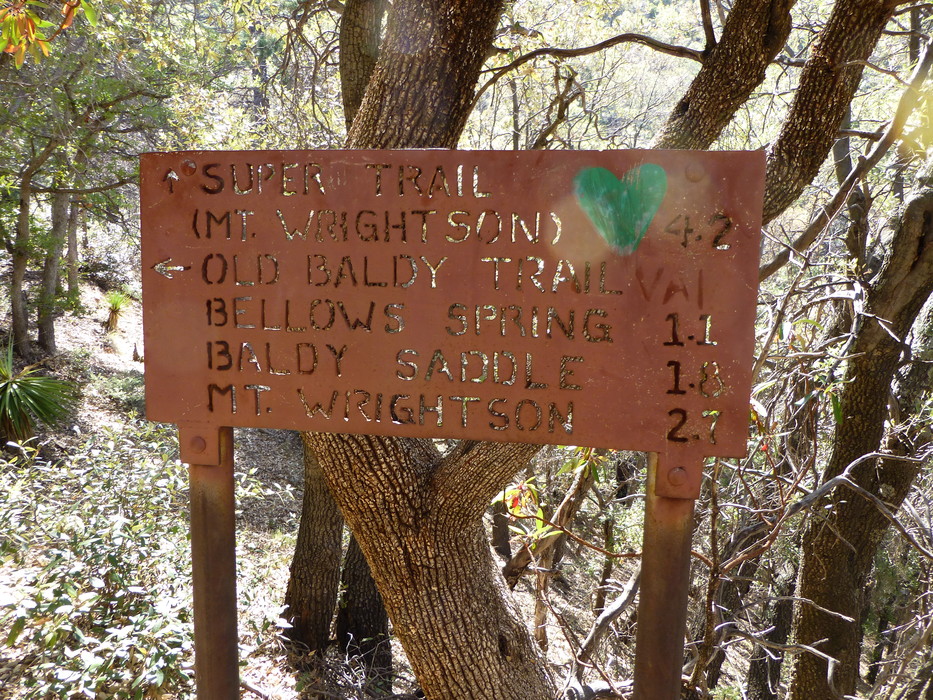 ↑ SUPER TRAIL
(MT. WRIGHTSON) 4.2
← OLD BALDY TRAIL VAI
BELLOWS SPRING 1.1
BALDY SADDLE 1.8
MT. WRIGHTSON 2.7